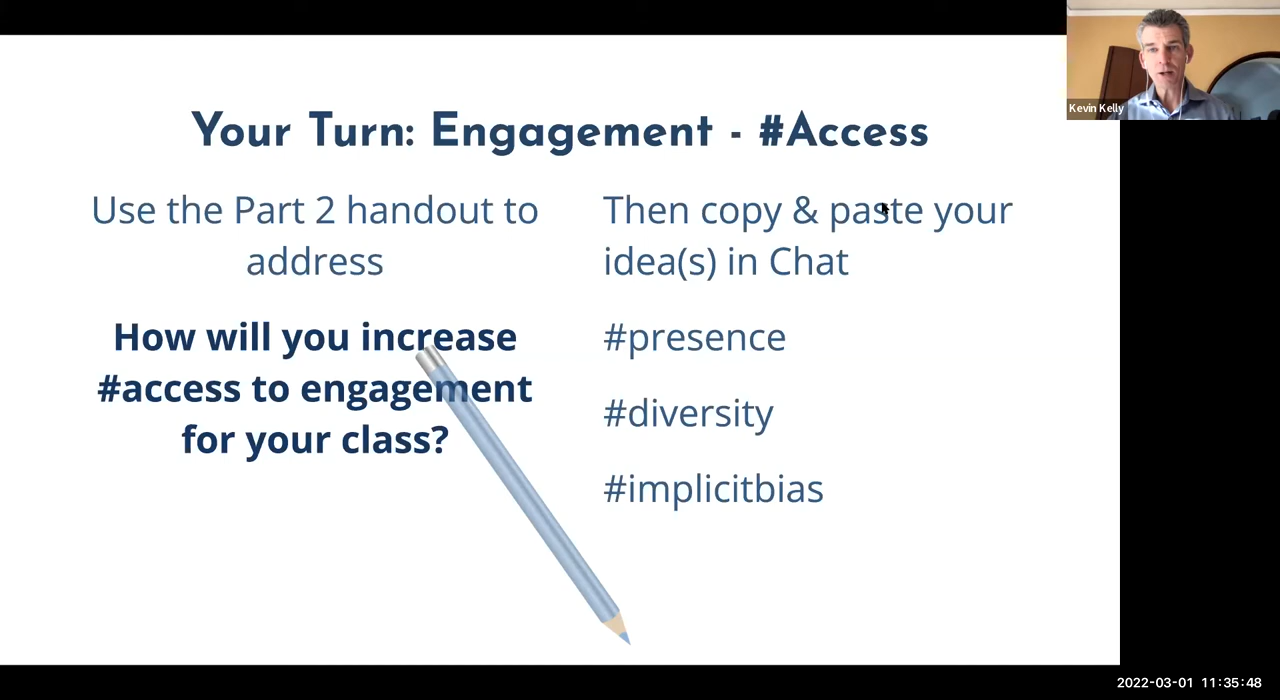 Kevin Kelly
Your Turn: Engagement - #Access
Use the Part 2 handout to
address
How will you increase
#access to engagement
for your class?
Then copy & paste your
idea(s) in Chat
#presence
#diversity
#implicitbias
2022-03-01 11:35:48